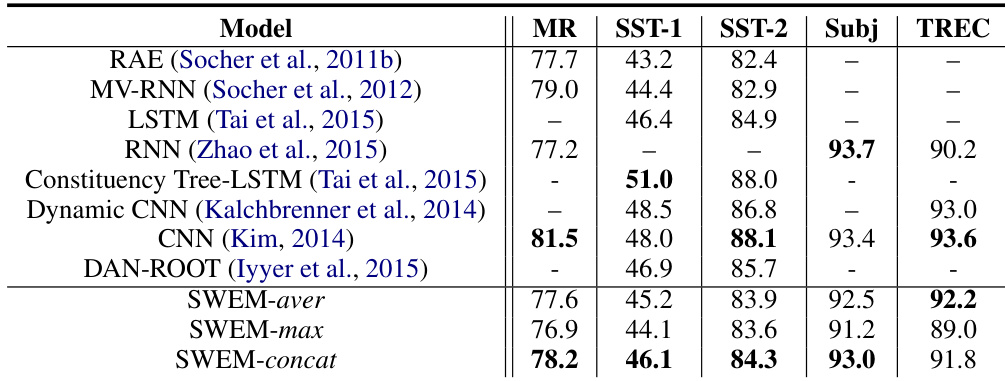 Model MR SST-1 SST-2 Subj TREC
RAE (Socher et al., 2011b) 77.7 43.2 82.4 – –
MV-RNN (Socher et al., 2012) 79.0 44.4 82.9 – –
LSTM (Tai et al., 2015) – 46.4 84.9 – –
RNN (Zhao et al., 2015) 77.2 – – 93.7 90.2
Constituency Tree-LSTM (Tai et al., 2015) - 51.0 88.0 - -
Dynamic CNN (Kalchbrenner et al., 2014) – 48.5 86.8 – 93.0
CNN (Kim, 2014) 81.5 48.0 88.1 93.4 93.6
DAN-ROOT (Iyyer et al., 2015) - 46.9 85.7 - -
SWEM-aver 77.6 45.2 83.9 92.5 92.2
SWEM-max 76.9 44.1 83.6 91.2 89.0
SWEM-concat 78.2 46.1 84.3 93.0 91.8